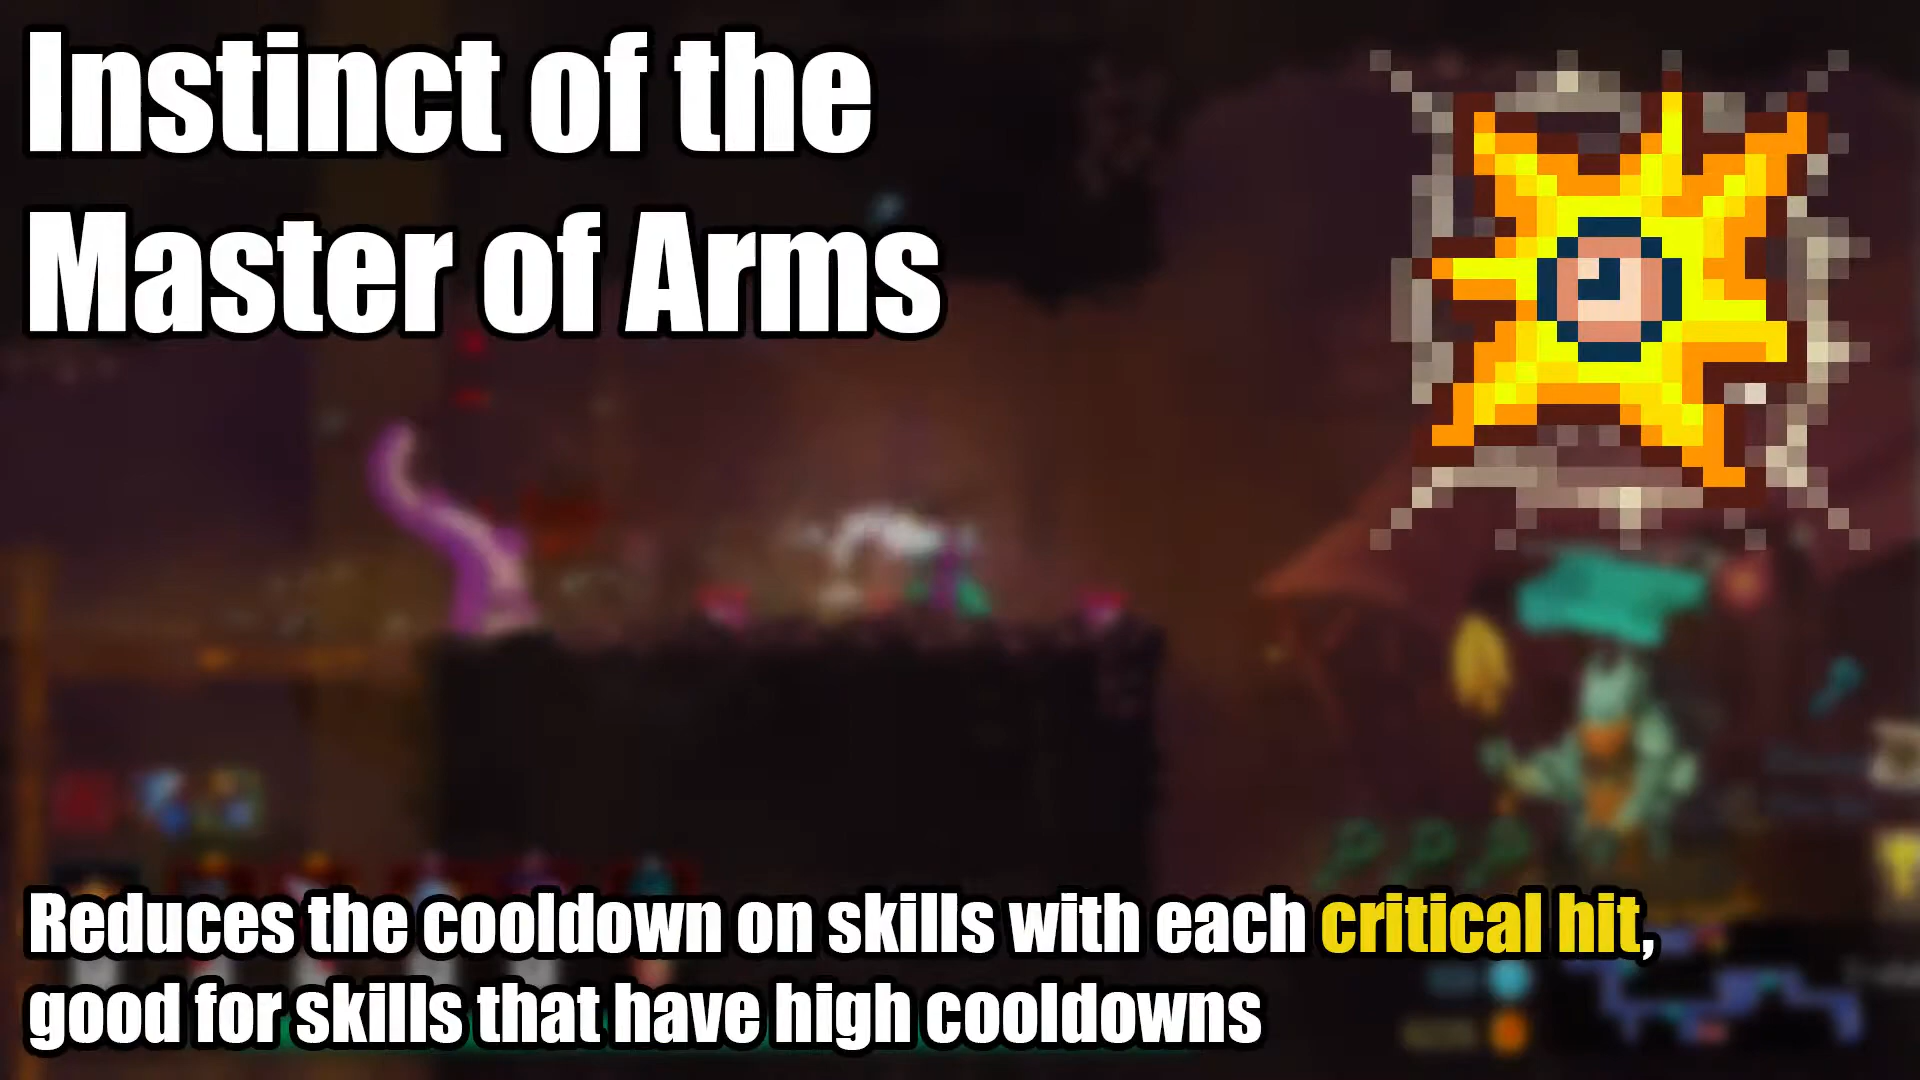 Instinct of the
Master of Arms
Reduces the cooldown on skills with each critical hit,
good for skills that have high cooldowns